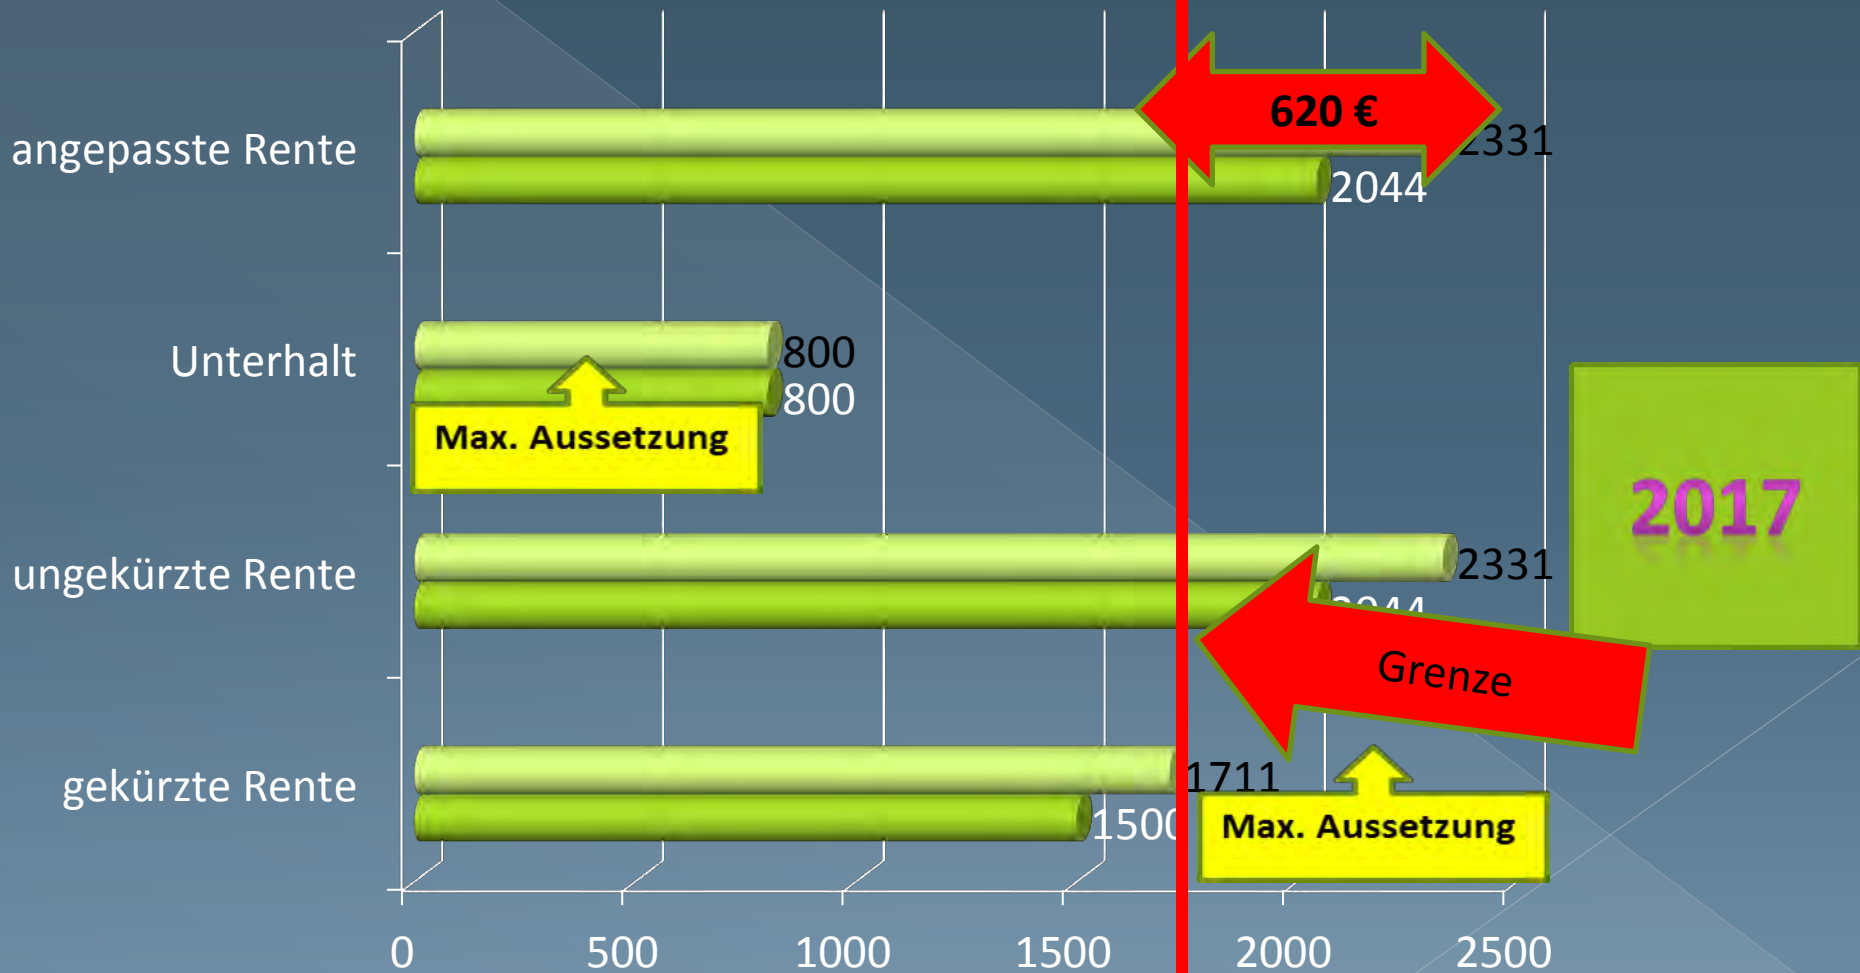 620 €
angepasste Rente
2331
2044
Unterhalt
800
800
Max. Aussetzung
2017
ungekürzte Rente
2331
2044
Grenze
gekürzte Rente
1711
1500
Max. Aussetzung
0 500 1000 1500 2000 2500